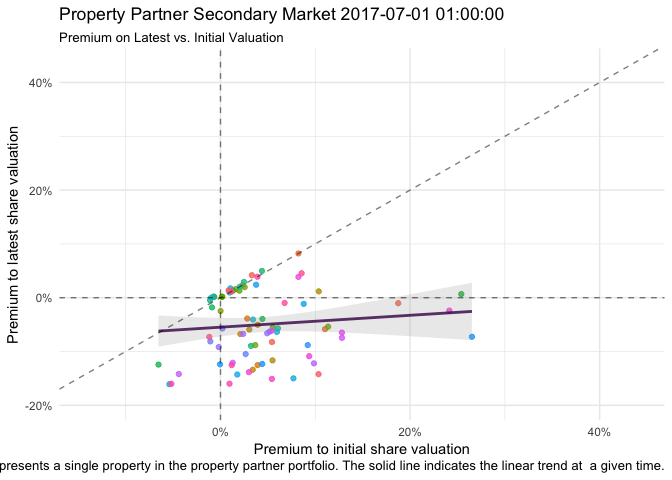 Property Partner Secondary Market 2017-07-01 01:00:00
Premium on Latest vs. Initial Valuation
40%
20%
0%
-20%
Premium to latest share valuation
0%
20%
40%
Premium to initial share valuation
presents a single property in the property partner portfolio. The solid line indicates the linear trend at  a given time.